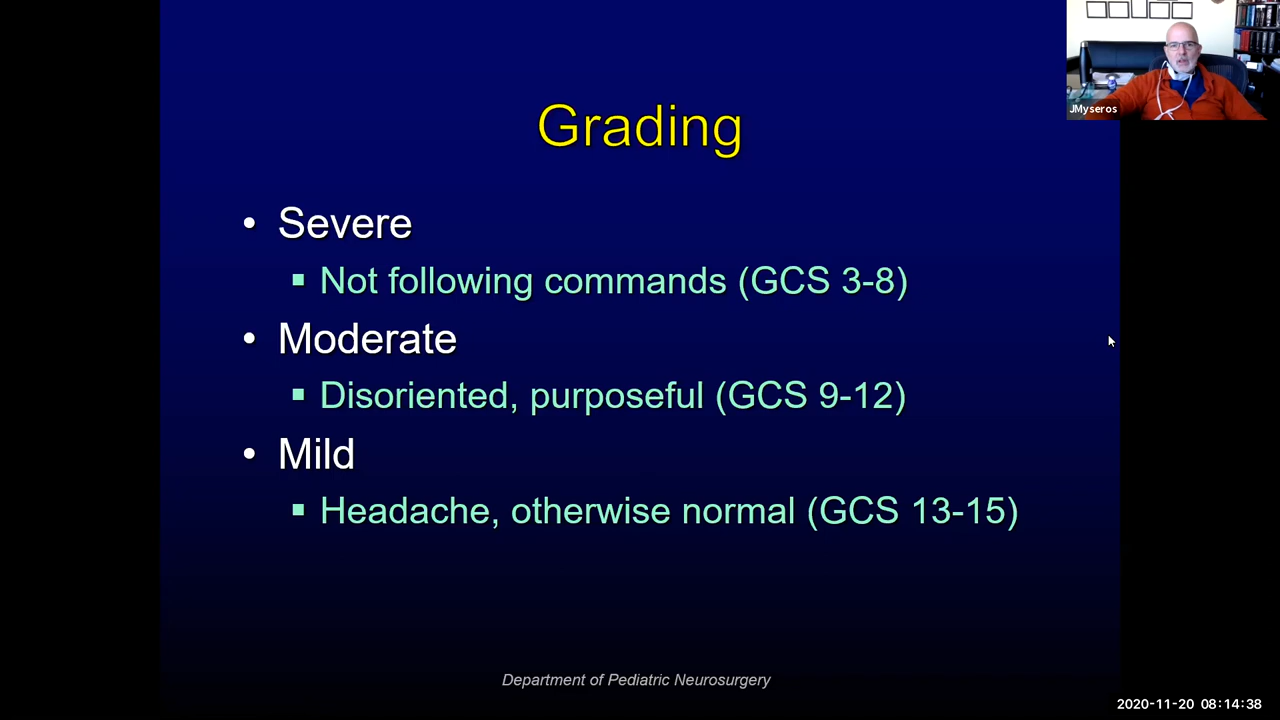 JMyseros
Grading
• Severe
▪ Not following commands (GCS 3-8)
• Moderate
▪ Disoriented, purposeful (GCS 9-12)
• Mild
▪ Headache, otherwise normal (GCS 13-15)
Department of Pediatric Neurosurgery
2020-11-20 08:14:38